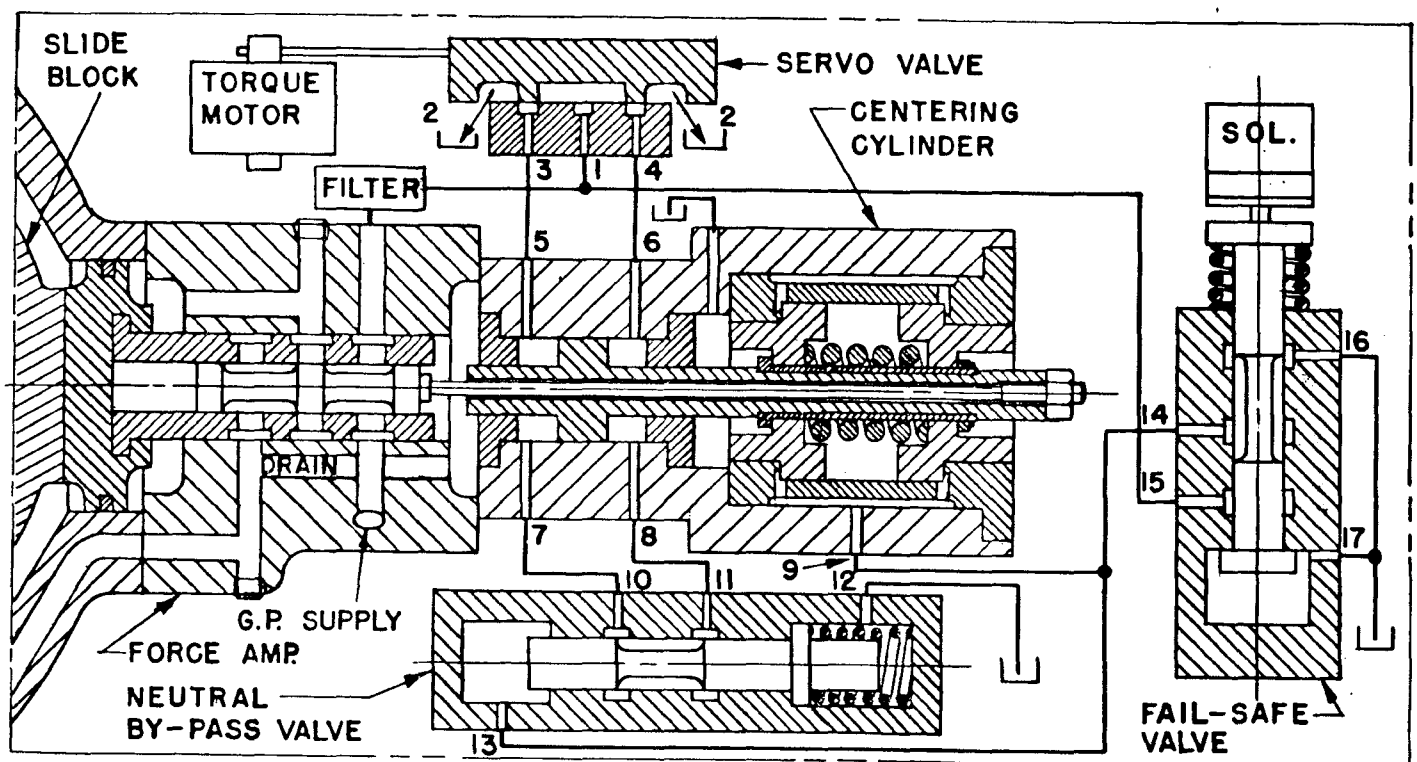 SLIDE
BLOCK
TORQUE
MOTOR
SERVO VALVE
2
2
CENTERING
CYLINDER
SOL.
3
1
4
FILTER
5
6
16
14
15
DRAIN
7
8
9
12
17
10
11
G.P. SUPPLY
FORCE AMP.
NEUTRAL
BY-PASS VALVE
13
FAIL-SAFE
VALVE